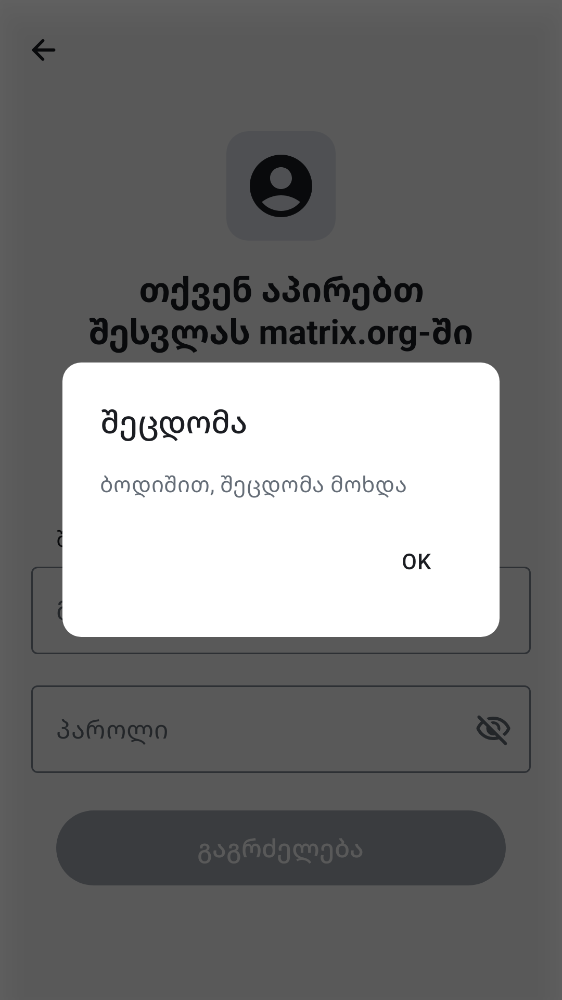 თქვენ აპირებთ
შესვლას matrix.org-ში
შეცდომა
ბოდიშით, შეცდომა მოხდა
OK
პაროლი
გაგრძელება